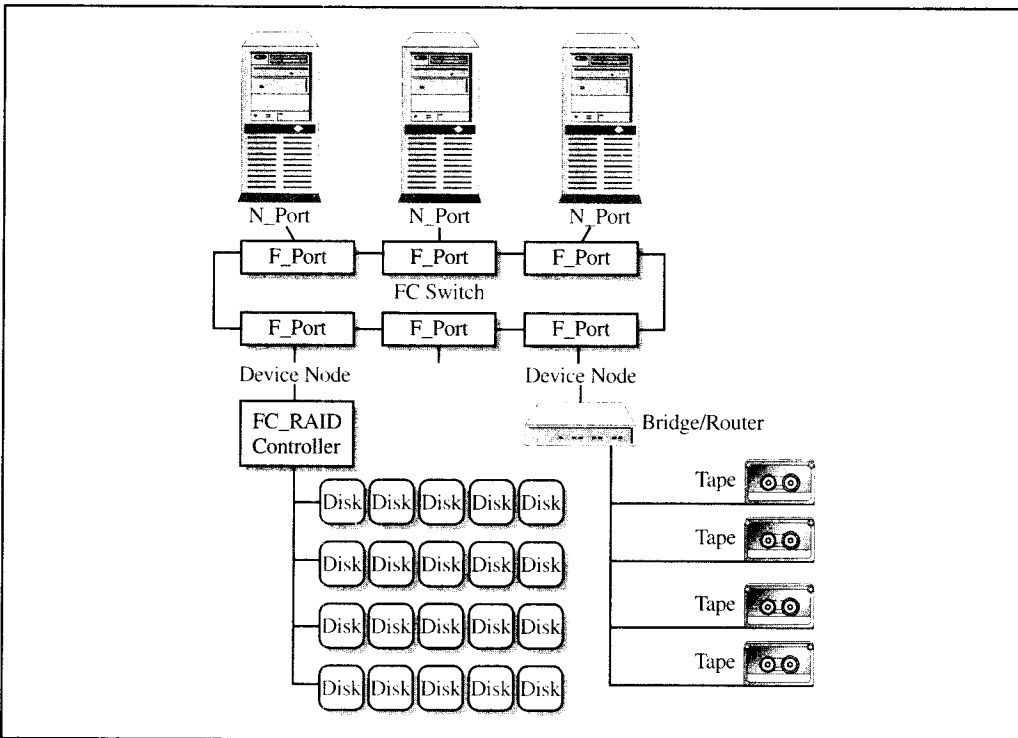 N_Port N_Port N_Port
F_Port F_Port F_Port
FC Switch
F_Port F_Port F_Port
Device Node Device Node
FC_RAID
Controller
Bridge/Router
Tape
Disk Disk Disk Disk Disk
Tape
Disk Disk Disk Disk Disk
Tape
Disk Disk Disk Disk Disk
Tape
Disk Disk Disk Disk Disk